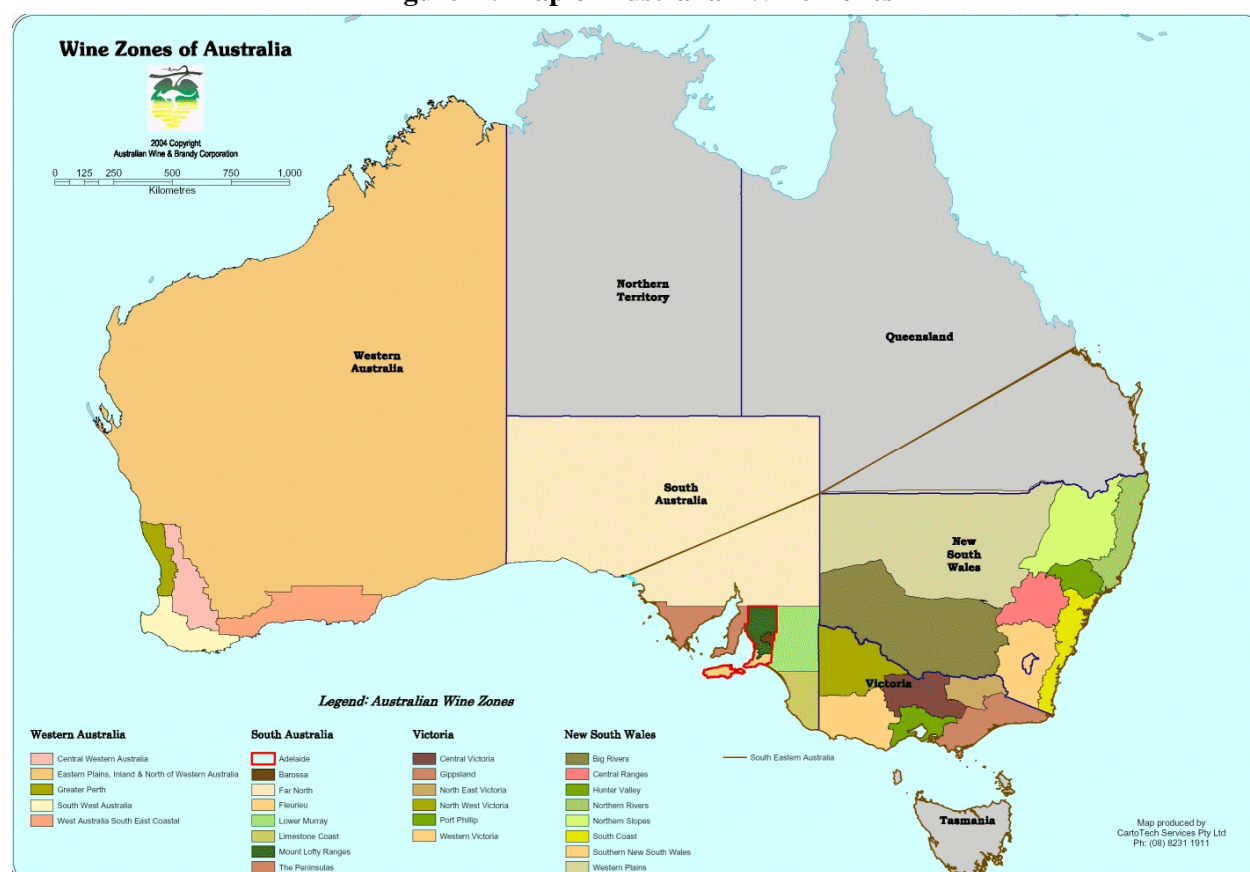 Wine Zones of Australia
2004 Copyright
Australian Wine & Brandy Corporation
0 125 250 500 750 1,000
Kilometres
Northern
Territory
Queensland
Western
Australia
South
Australia
New
South
Wales
Victoria
Tasmania
Legend: Australian Wine Zones
Western Australia
Central Western Australia
Eastern Plains, Inland & North of Western Australia
Greater Perth
South West Australia
West Australia South East Coastal
South Australia
Adelaide
Barossa
Far North
Fleurieu
Lower Murray
Limestone Coast
Mount Lofty Ranges
The Peninsulas
Victoria
Central Victoria
Gippsland
North East Victoria
North West Victoria
Port Phillip
Western Victoria
New South Wales
Big Rivers
Central Ranges
Hunter Valley
Northern Rivers
Northern Slopes
South Coast
Southern New South Wales
Western Plains
South Eastern Australia
Map produced by
CartoTech Services Pty Ltd
Ph: (08) 8231 1911